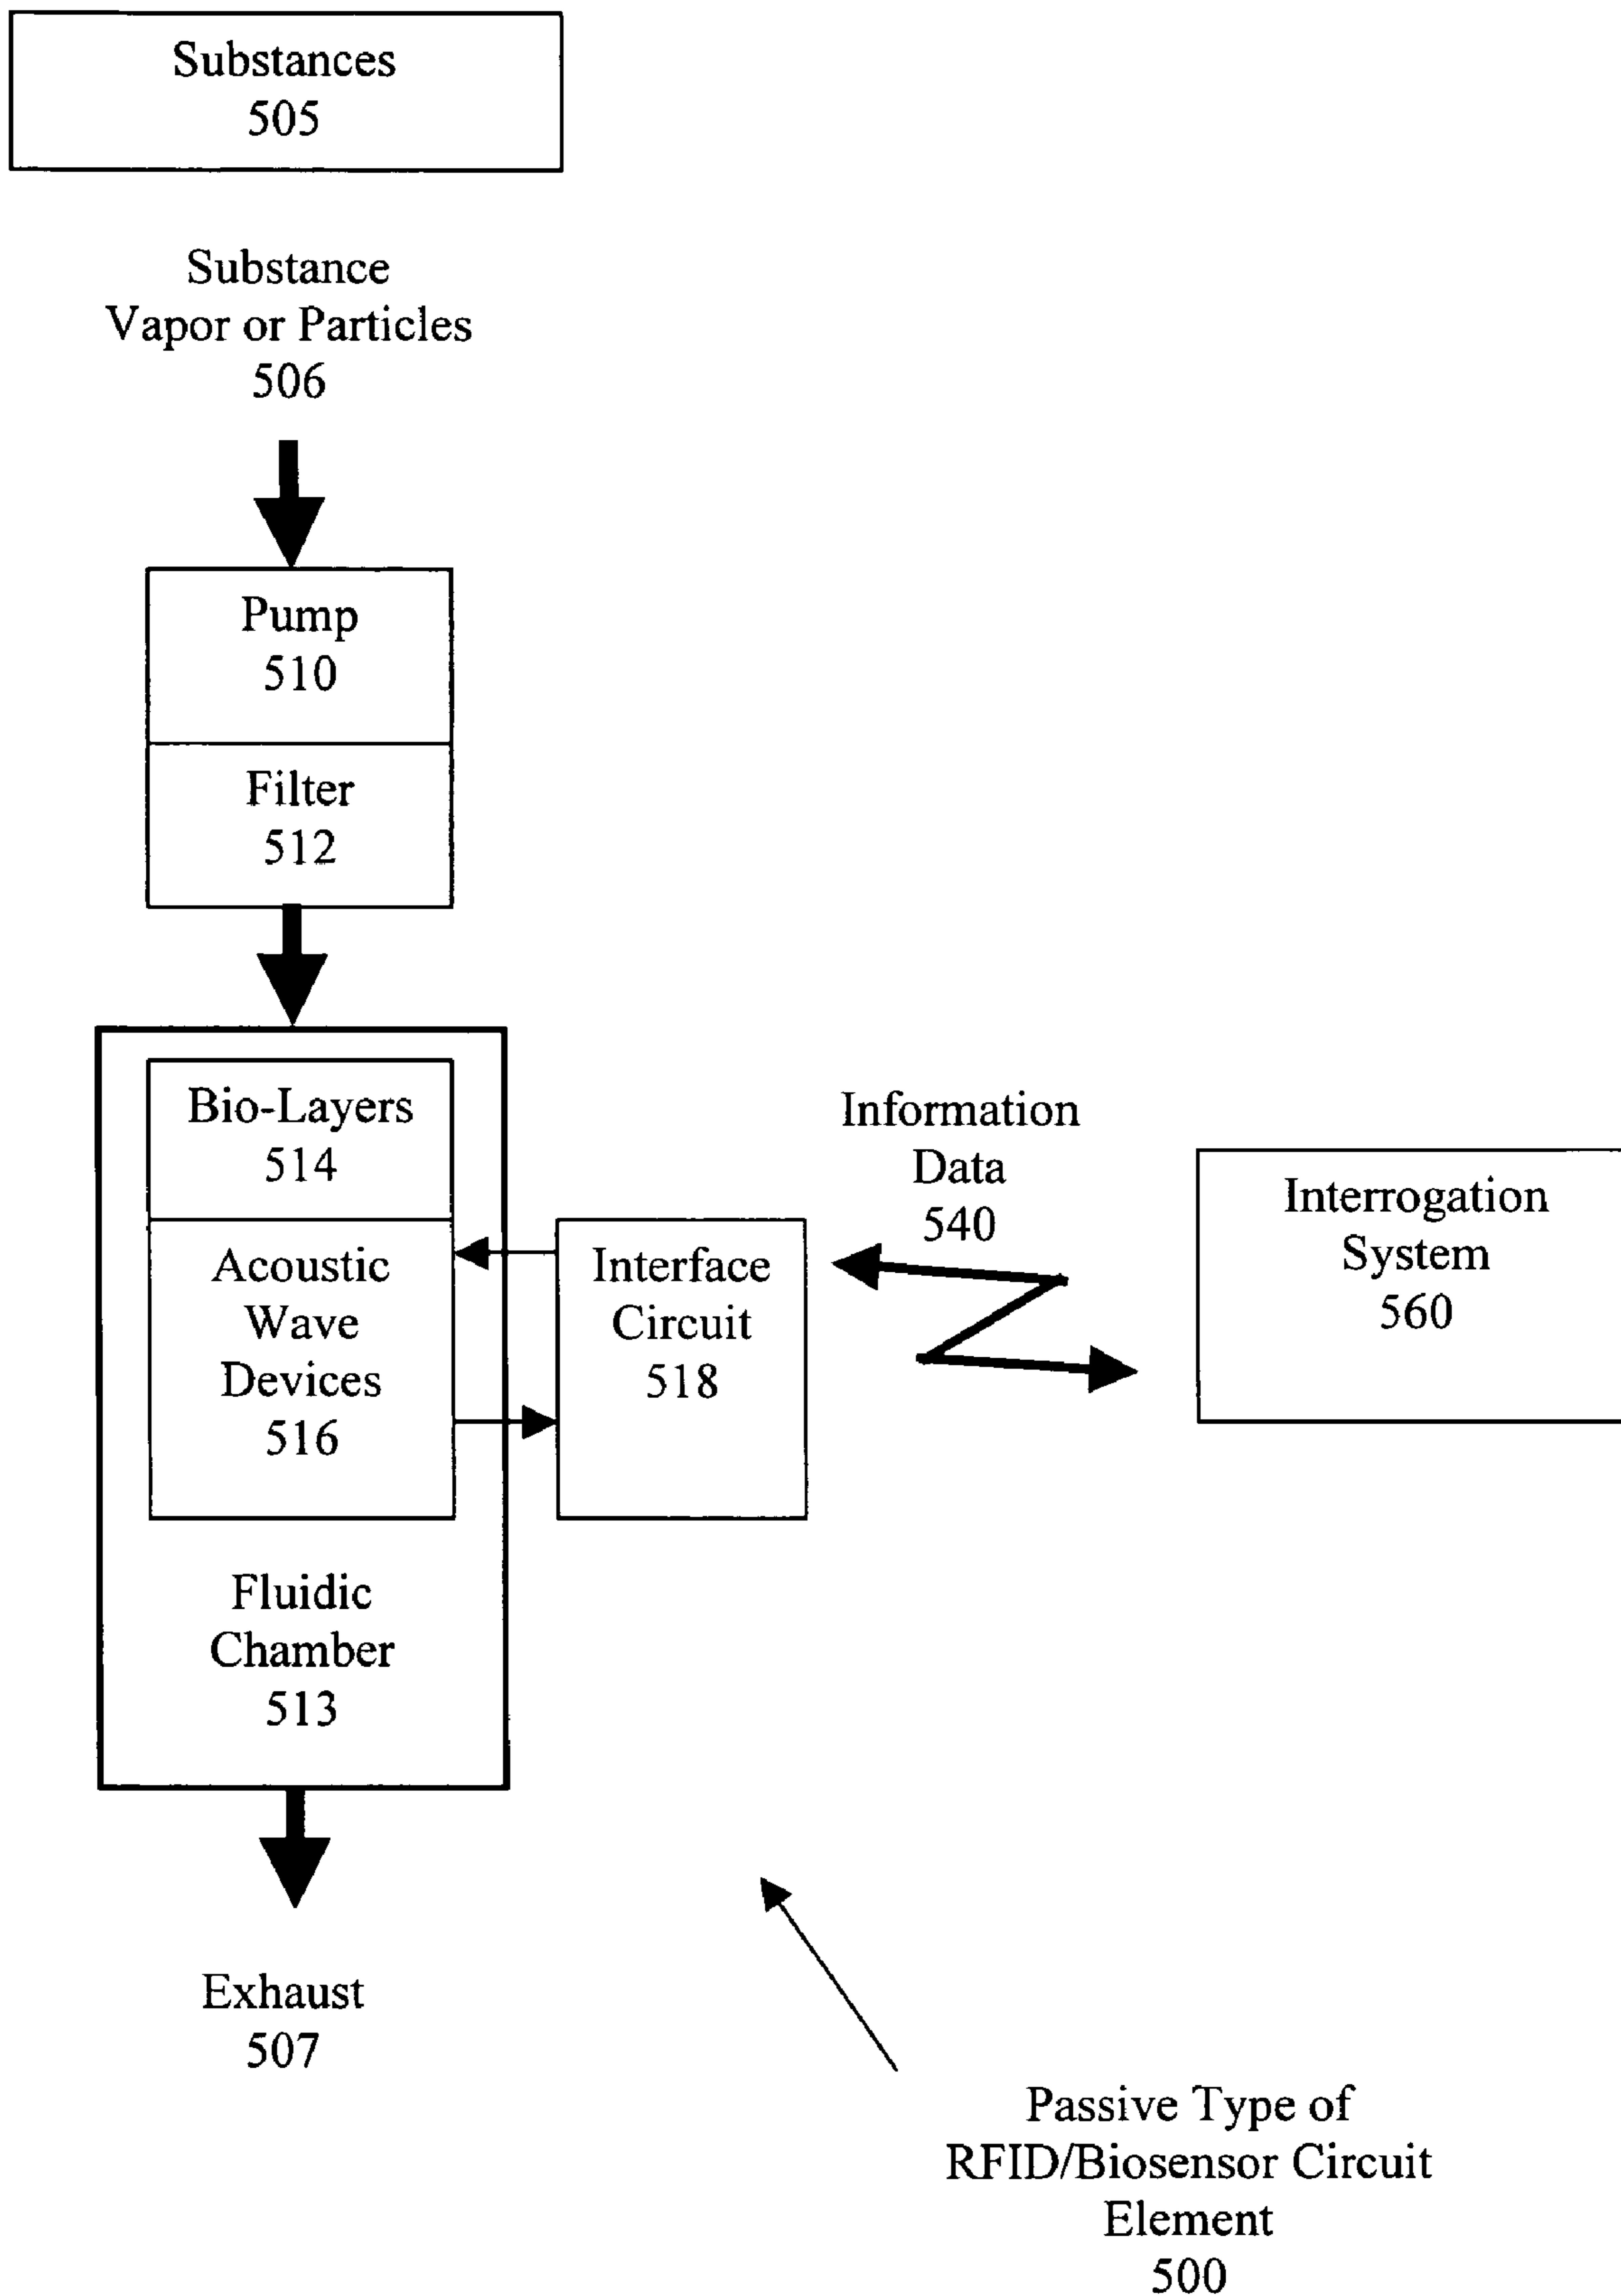 Substances
505
Substance
Vapor or Particles
506
Pump
510
Filter
512
Bio-Layers
514
Acoustic
Wave
Devices
516
Fluidic
Chamber
513
Interface
Circuit
518
Information
Data
540
Interrogation
System
560
Exhaust
507
Passive Type of
RFID/Biosensor Circuit
Element
500